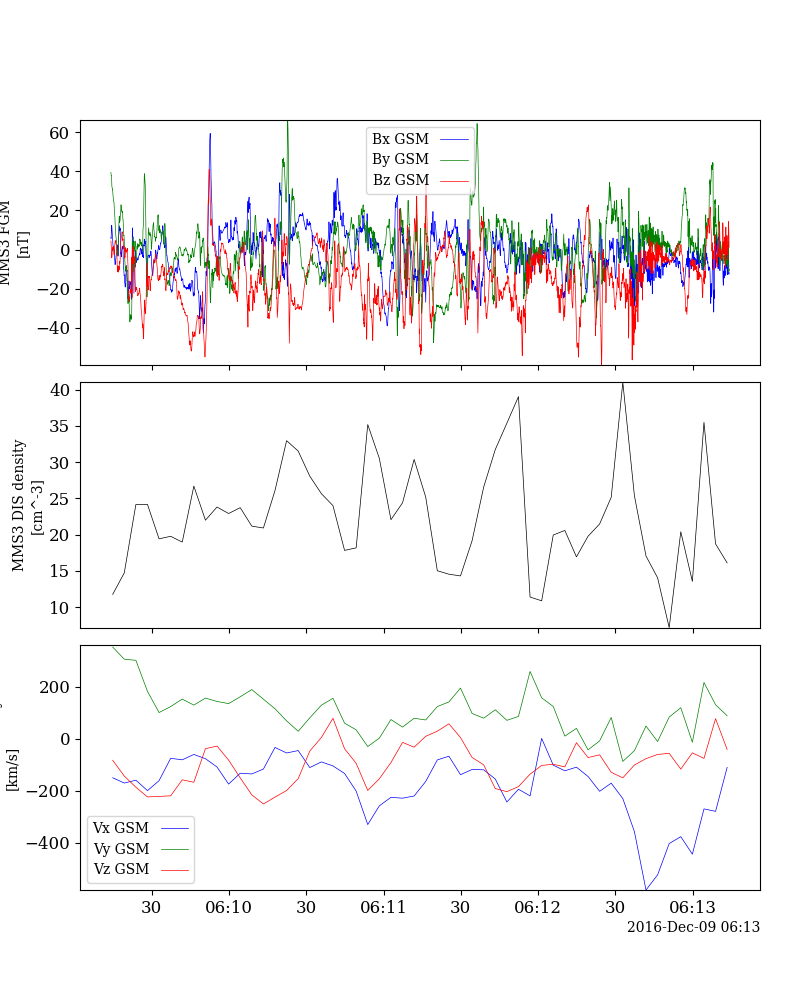 60
40
20
0
−20
−40
MMS3 FGM
[nT]
Bx GSM
By GSM
Bz GSM
40
35
30
25
20
15
10
MMS3 DIS density
[cm^-3]
200
0
−200
−400
[km/s]
Vx GSM
Vy GSM
Vz GSM
30
06:10
30
06:11
30
06:12
30
06:13
2016-Dec-09 06:13